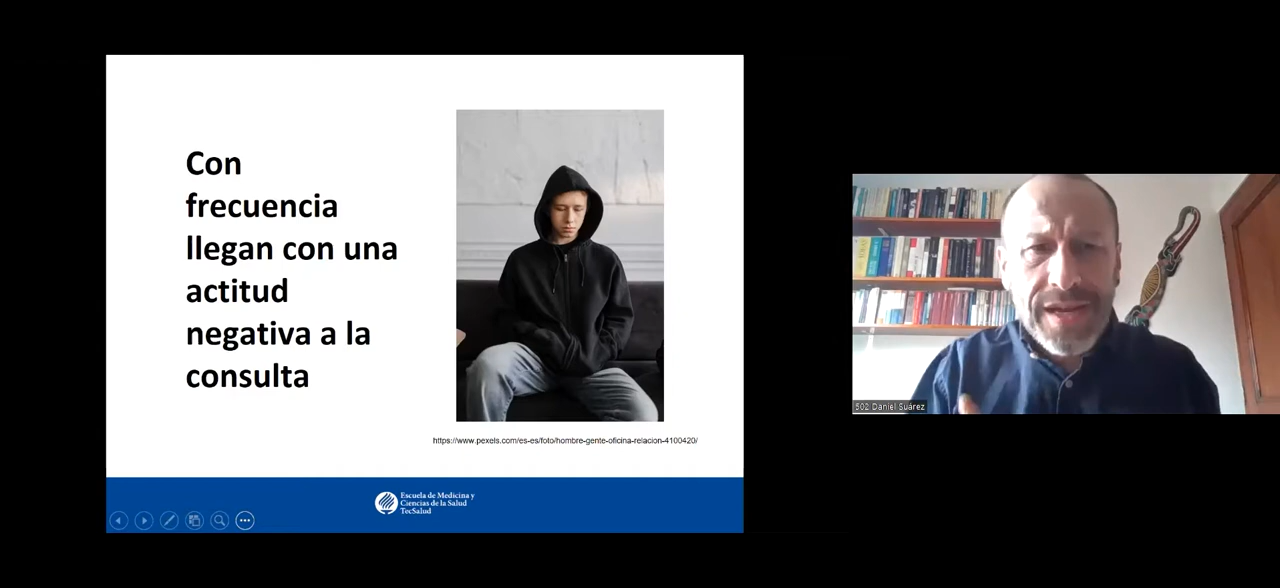 Con
frecuencia
llegan con una
actitud
negativa a la
consulta
https://www.pexels.com/es-es/foto/hombre-gente-oficina-relacion-4100420/
Escuela de Medicina y
Ciencias de la Salud
TecSalud
502 Daniel Suárez